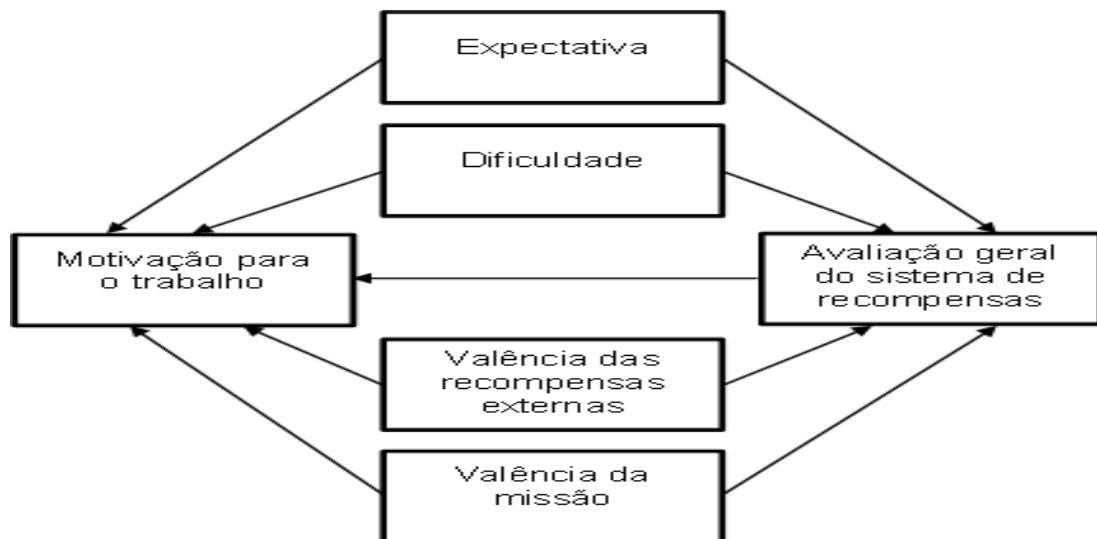 Expectativa
Dificuldade
Motivação para
o trabalho
Avaliação geral
do sistema de
recompensas
Valência das
recompensas
externas
Valência da
missão